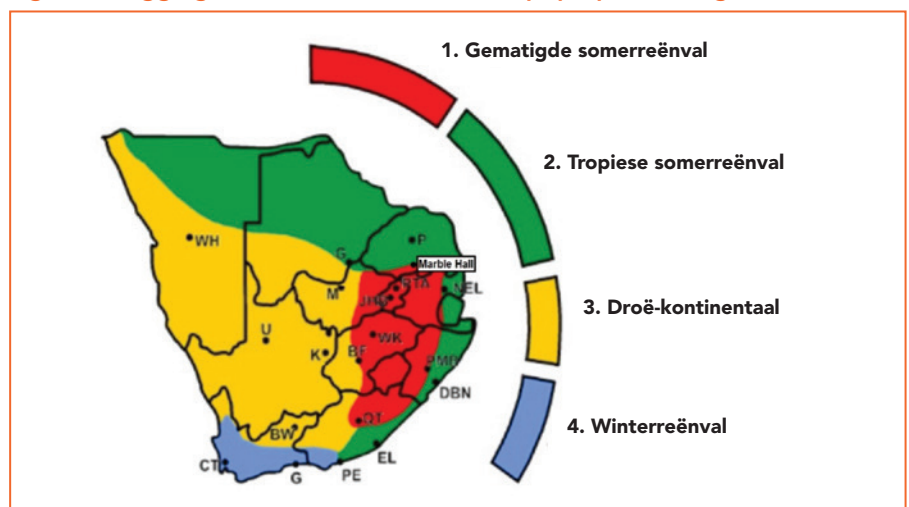 1. Gematigde somerreënval
2. Tropiese somerreënval
3. Droë-kontinentaal
4. Winterreënval
WH
P
G
Marble Hall
PTA
NEL
M
JHB
U
WK
K
BF
PMB
DBN
OT
BW
EL
CT
G
PE